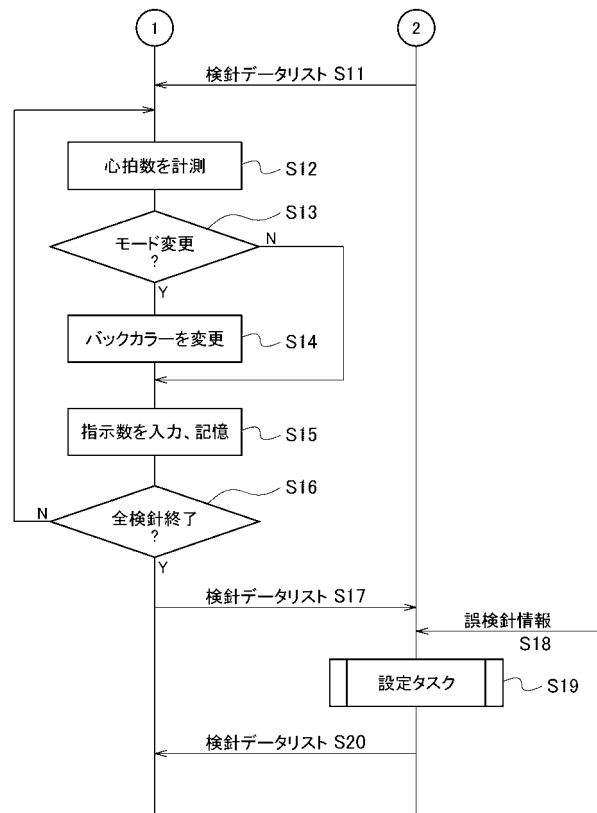 1
2
検針データリスト S11
心拍数を計測
S12
S13
モード変更
?
N
Y
バックカラーを変更
S14
指示数を入力、記憶
S15
S16
全検針終了
?
N
Y
検針データリスト S17
誤検針情報
S18
設定タスク
S19
検針データリスト S20